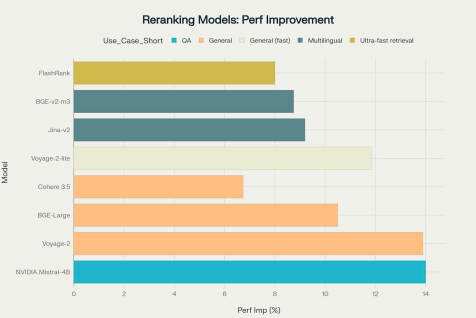 Reranking Models: Perf Improvement
Use_Case_Short QA General General (fast) Multilingual Ultra-fast retrieval
FlashRank
BGE-v2-m3
Jina-v2
Voyage-2-lite
Cohere 3.5
BGE-Large
Voyage-2
NVIDIA Mistral-4B
Model
0 2 4 6 8 10 12 14
Perf Imp (%)